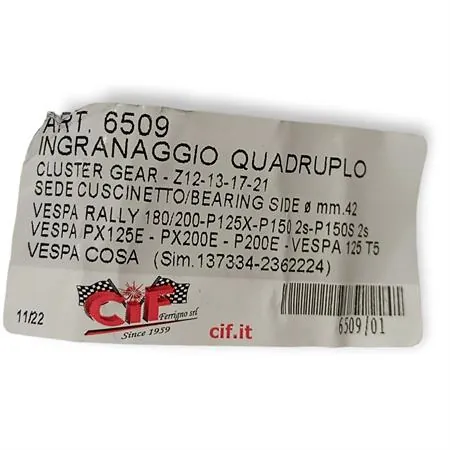 ART. 6509
INGRANAGGIO QUADRUPLO
CLUSTER GEAR - Z12-13-17-21
SEDE CUSCINETTO/BEARING SIDE ø mm.42
VESPA RALLY 180/200-P125X-P150 2s-P150S 2s
VESPA PX125E - PX200E - P200E - VESPA 125 T5
VESPA COSA (Sim.137334-2362224)
CIF
Ferrigno srl
Since 1959
11/22
cif.it
6509/01